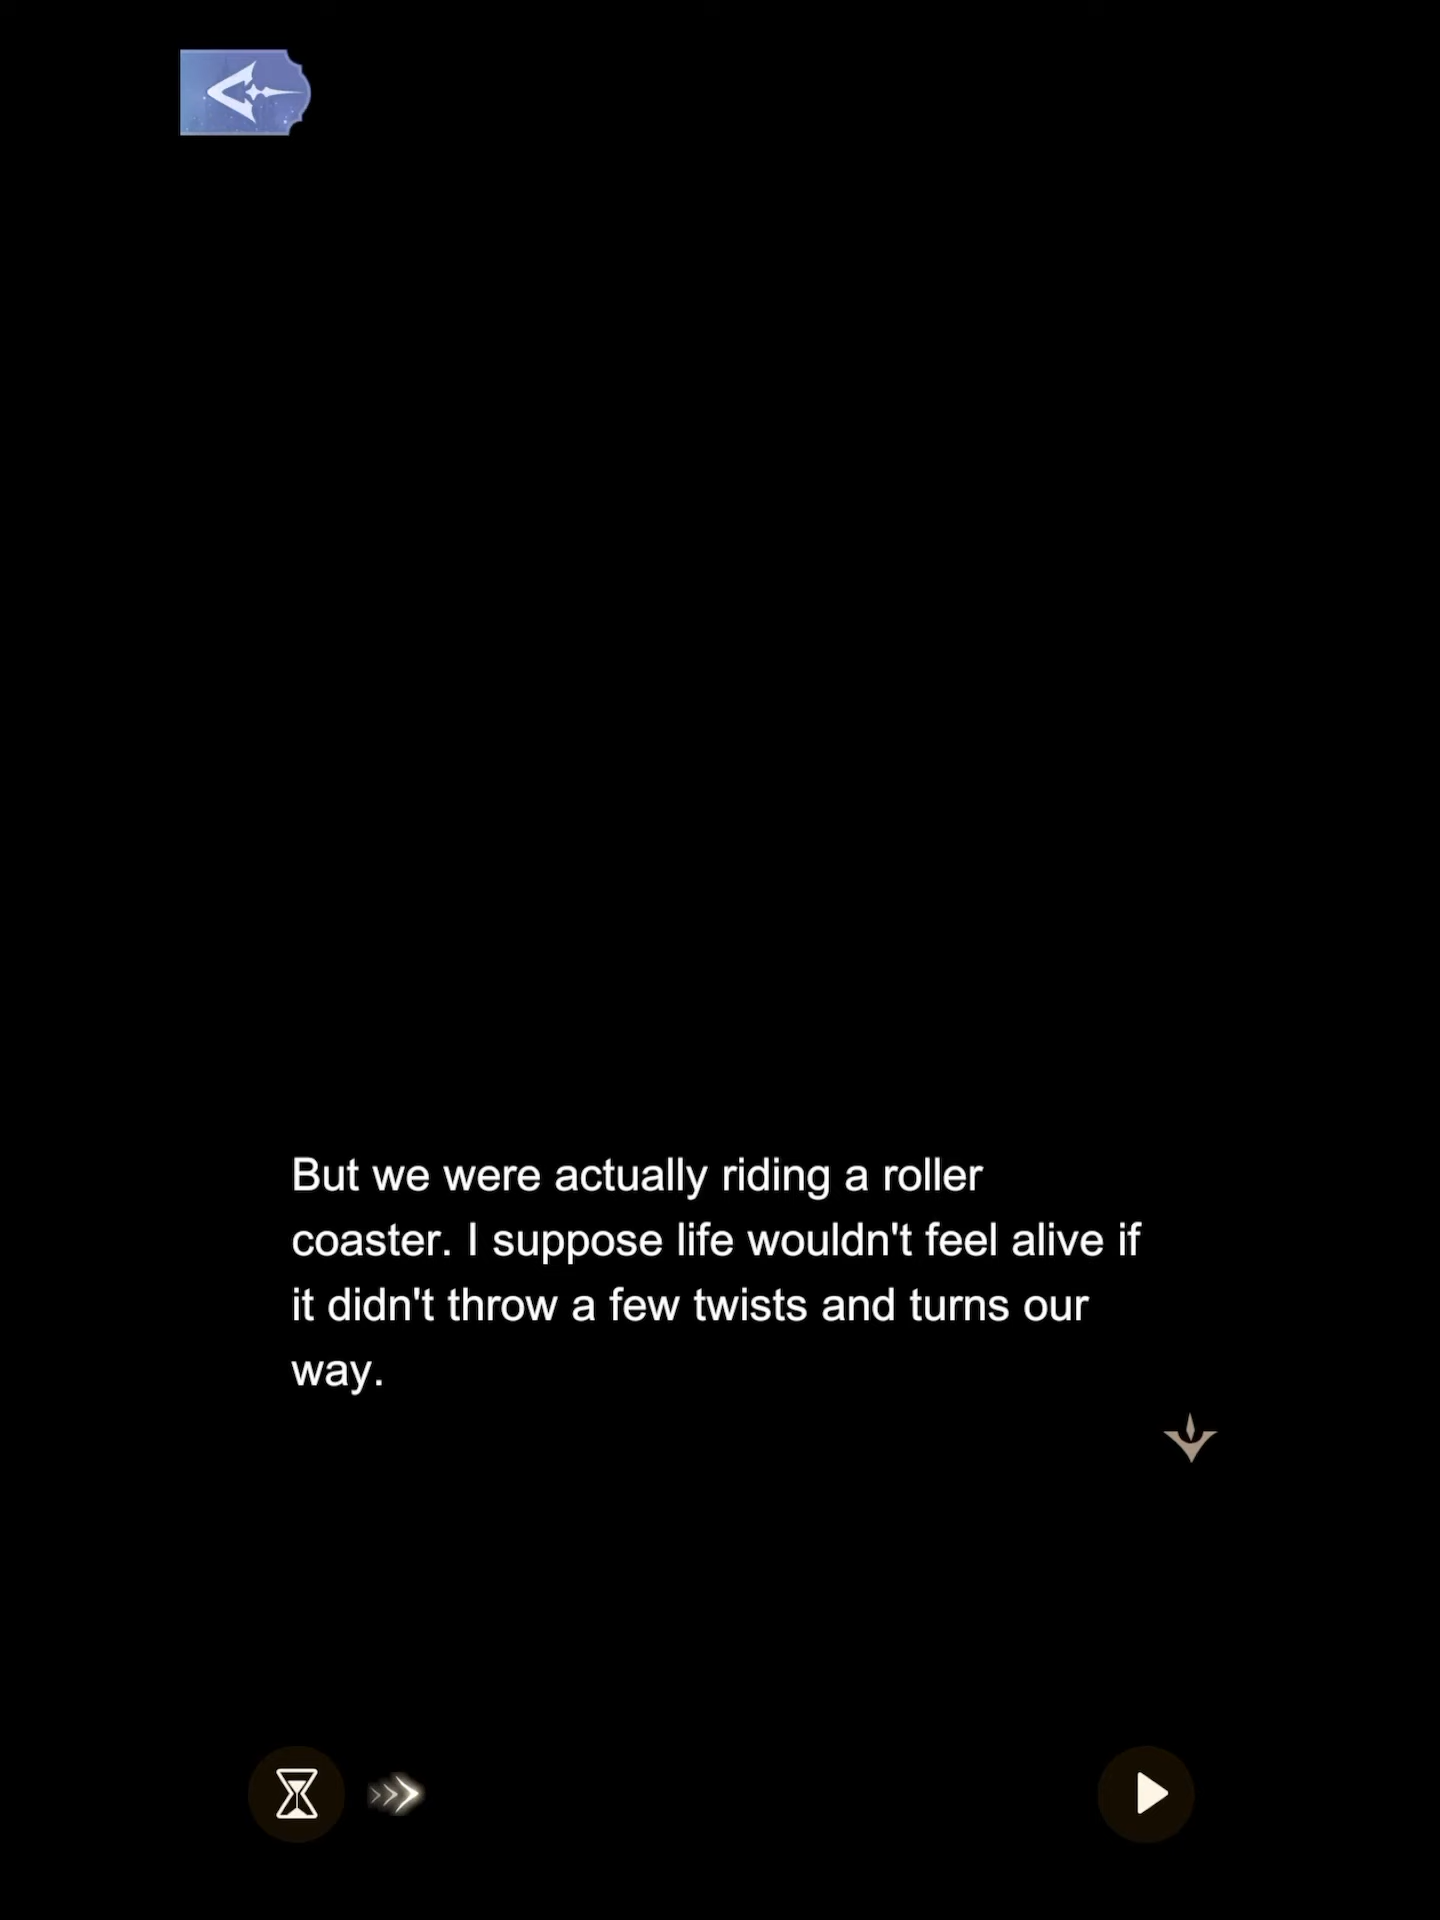 But we were actually riding a roller
coaster. I suppose life wouldn't feel alive if
it didn't throw a few twists and turns our
way.